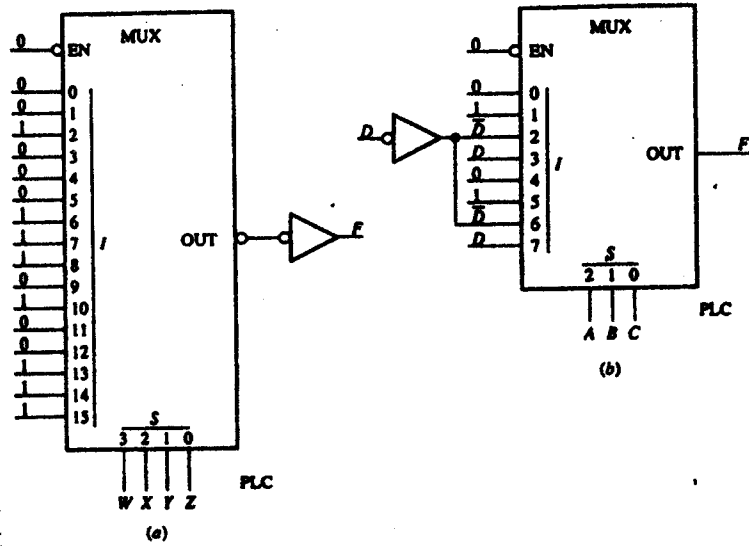 MUX
0 EN
0 0
0 1
1 2
0 3
0 4
0 5
1 6
1 7
1 8
0 9
1 10
0 11
0 12
1 13
1 14
1 15
I
OUT
F
S
3 2 1 0
W X Y Z
PLC
(a)
MUX
0 EN
0 0
1 1
D D̅ 2
D 3
0 4
1 5
D̅ 6
D 7
I
OUT
F
S
2 1 0
A B C
PLC
(b)